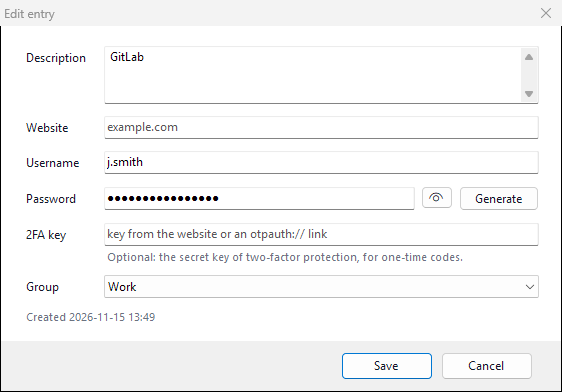 Edit entry
Description
GitLab
Website
example.com
Username
j.smith
Password
●●●●●●●●●●●●●●●●
Generate
2FA key
key from the website or an otpauth:// link
Optional: the secret key of two-factor protection, for one-time codes.
Group
Work
Created 2026-11-15 13:49
Save
Cancel